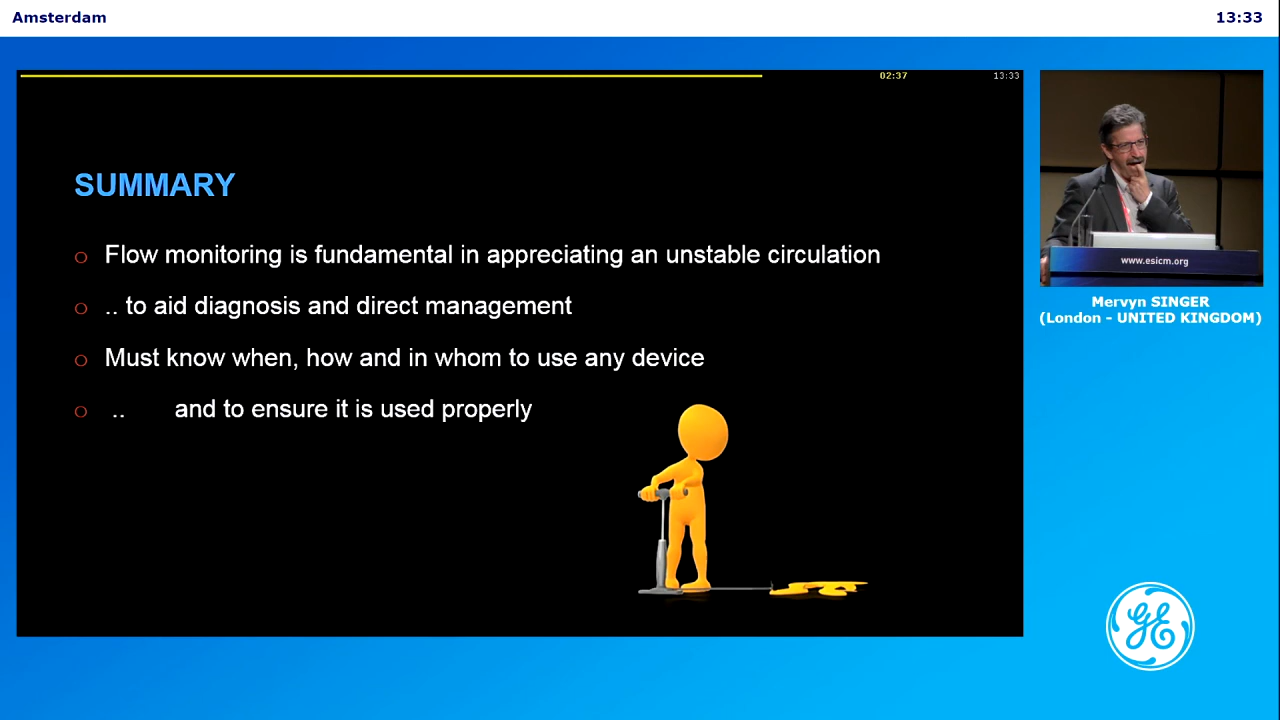 Amsterdam
13:33
02:37
13:33
SUMMARY
o Flow monitoring is fundamental in appreciating an unstable circulation
o .. to aid diagnosis and direct management
o Must know when, how and in whom to use any device
o .. and to ensure it is used properly
www.esicm.org
Mervyn SINGER
(London - UNITED KINGDOM)
GE